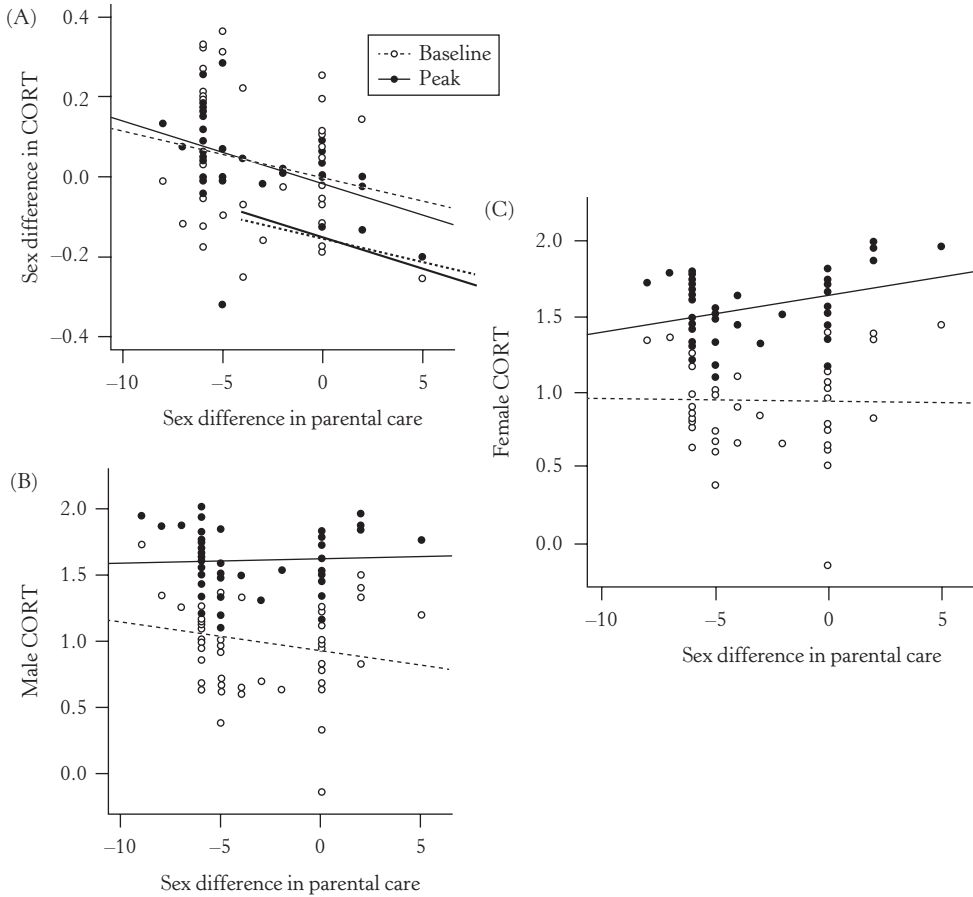 (A)
0.4
0.2
0.0
−0.2
−0.4
Sex difference in CORT
Baseline
Peak
−10
−5
0
5
Sex difference in parental care
(B)
2.0
1.5
1.0
0.5
0.0
Male CORT
−10
−5
0
5
Sex difference in parental care
(C)
2.0
1.5
1.0
0.5
0.0
Female CORT
−10
−5
0
5
Sex difference in parental care